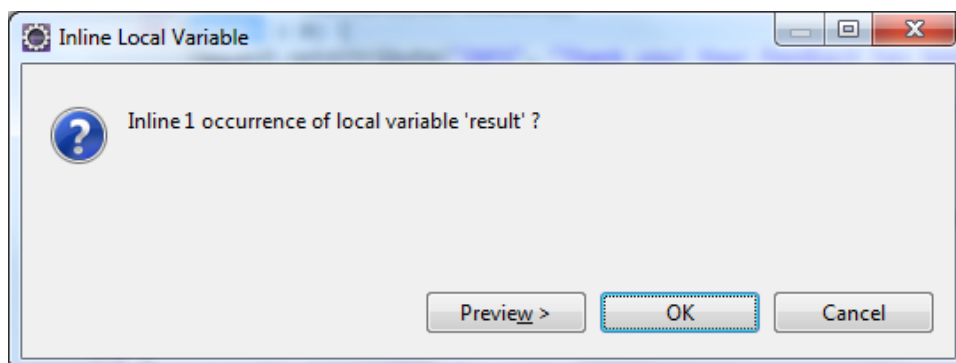 Inline Local Variable
Inline 1 occurrence of local variable 'result' ?
Preview >
OK
Cancel